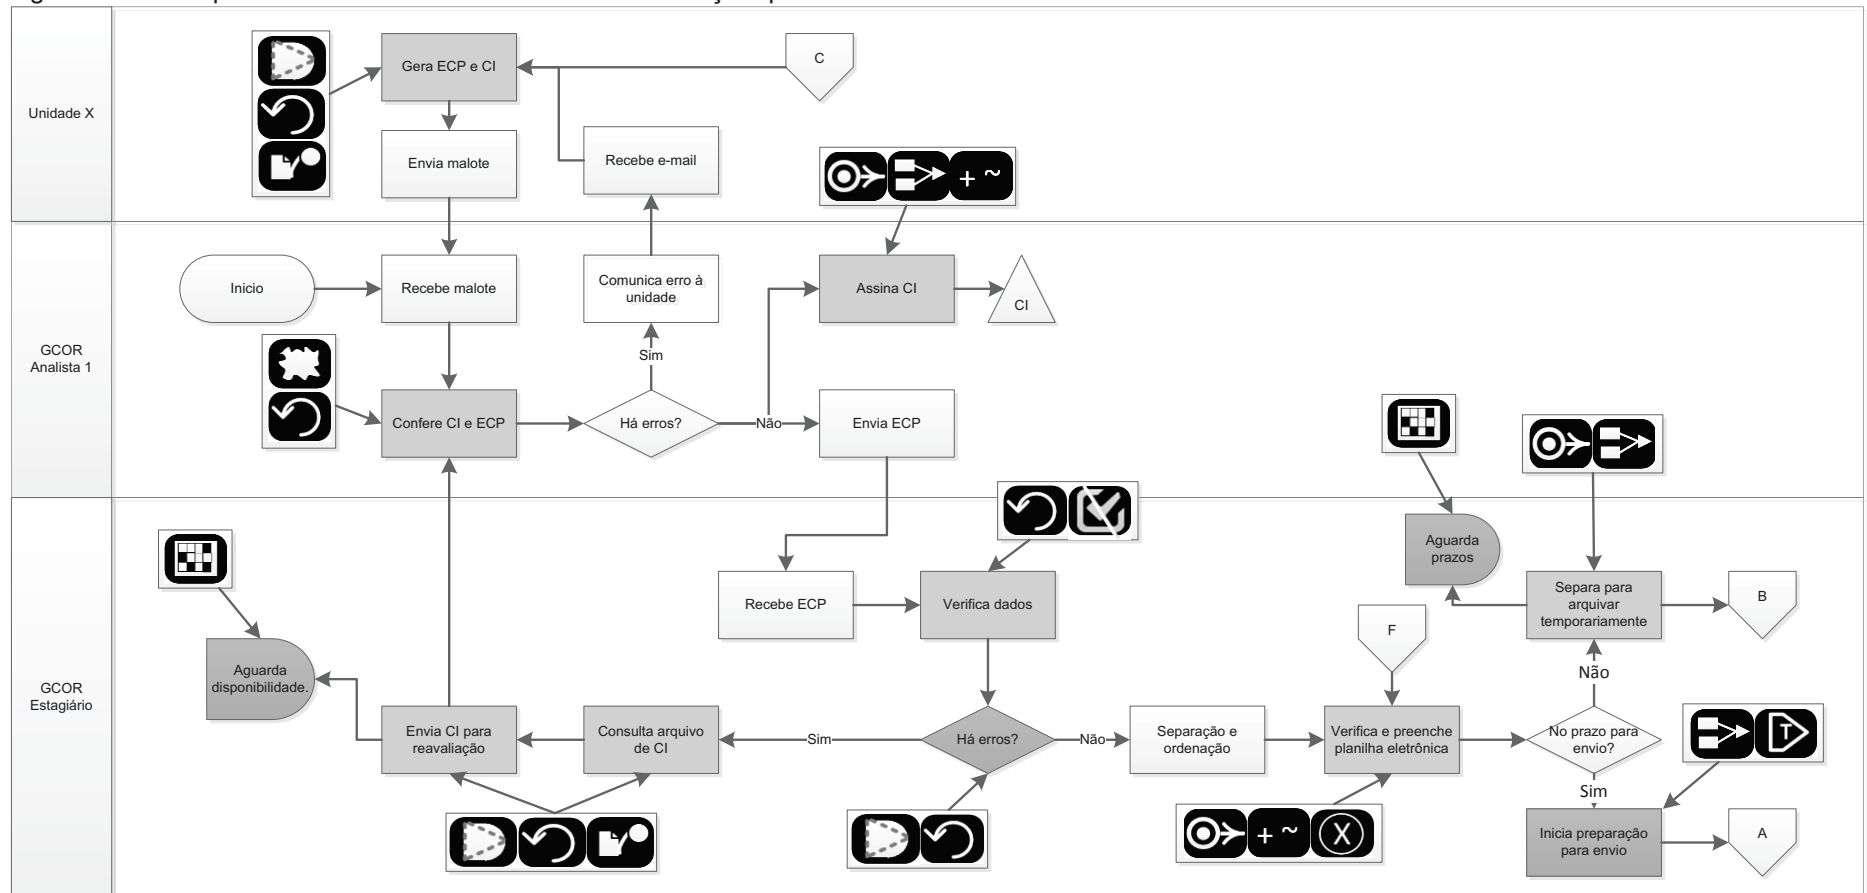 Unidade X
Gera ECP e CI
C
Envia malote
Recebe e-mail
+ ~
GCOR
Analista 1
Inicio
Recebe malote
Comunica erro à
unidade
Assina CI
CI
Sim
Confere CI e ECP
Há erros?
Não
Envia ECP
GCOR
Estagiário
Aguarda
prazos
Recebe ECP
Verifica dados
F
Separa para
arquivar
temporariamente
B
Aguarda
disponibilidade.
Não
Envia CI para
reavaliação
Consulta arquivo
de CI
Sim
Há erros?
Não
Separação e
ordenação
Verifica e preenche
planilha eletrônica
No prazo para
envio?
T
Sim
+ ~
X
Inicia preparação
para envio
A